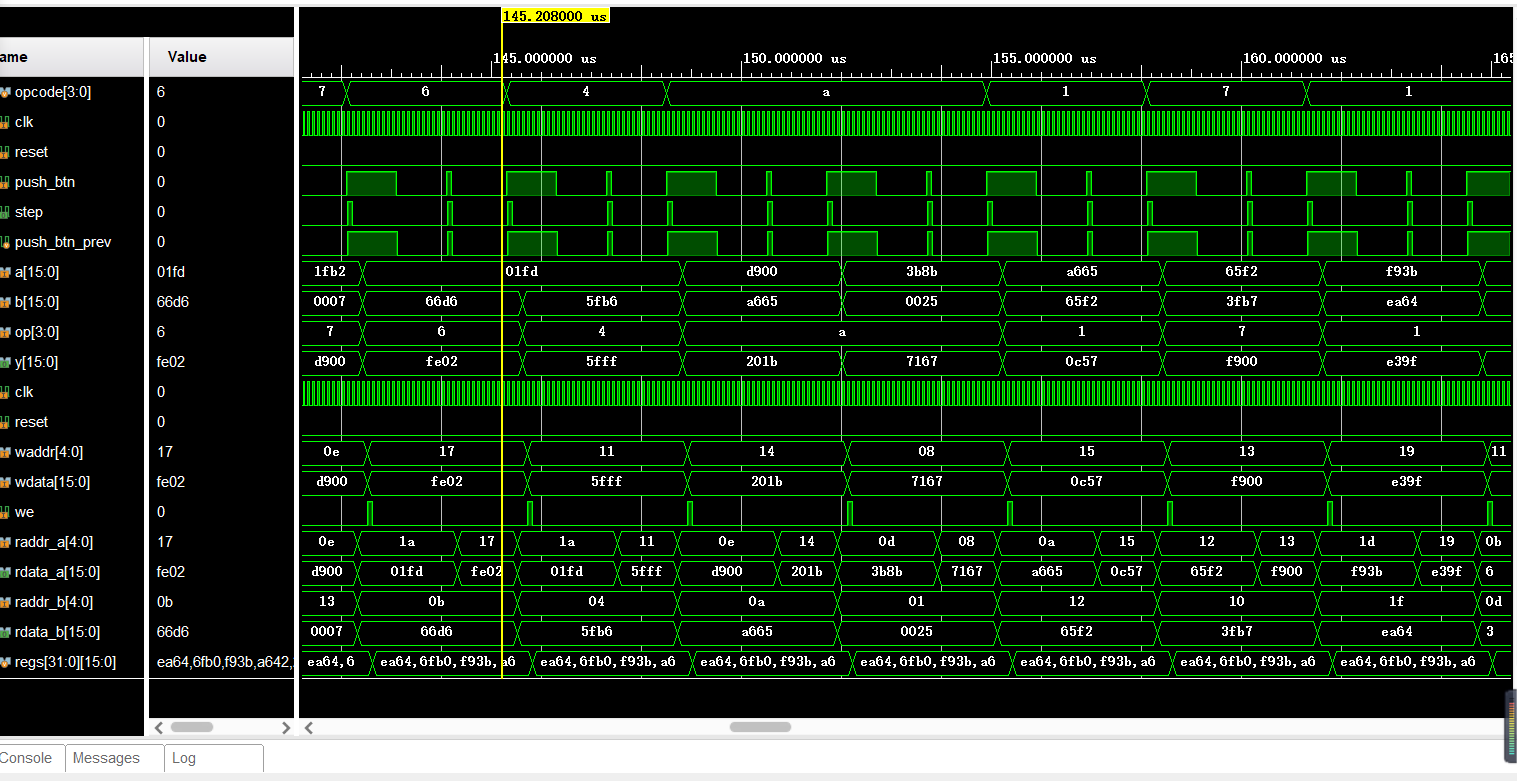 145.208000 us
ame Value 145.000000 us 150.000000 us 155.000000 us 160.000000 us 165
opcode[3:0] 6 7 6 4 a 1 7 1
clk 0
reset 0
push_btn 0
step 0
push_btn_prev 0
a[15:0] 01fd 1fb2 01fd d900 3b8b a665 65f2 f93b
b[15:0] 66d6 0007 66d6 5fb6 a665 0025 65f2 3fb7 ea64
op[3:0] 6 7 6 4 a 1 7 1
y[15:0] fe02 d900 fe02 5fff 201b 7167 0c57 f900 e39f
clk 0
reset 0
waddr[4:0] 17 0e 17 11 14 08 15 13 19 11
wdata[15:0] fe02 d900 fe02 5fff 201b 7167 0c57 f900 e39f
we 0
raddr_a[4:0] 17 0e 1a 17 1a 11 0e 14 0d 08 0a 15 12 13 1d 19 0b
rdata_a[15:0] fe02 d900 01fd fe02 01fd 5fff d900 201b 3b8b 7167 a665 0c57 65f2 f900 f93b e39f 6
raddr_b[4:0] 0b 13 0b 04 0a 01 12 10 1f 0d
rdata_b[15:0] 66d6 0007 66d6 5fb6 a665 0025 65f2 3fb7 ea64 3
regs[31:0][15:0] ea64,6fb0,f93b,a642, ea64,6 ea64,6fb0,f93b,a6 ea64,6fb0,f93b,a6 ea64,6fb0,f93b,a6 ea64,6fb0,f93b,a6 ea64,6fb0,f93b,a6 ea64,6fb0,f93b,a6 ea64,6fb0,f93b,a6
Console Messages Log